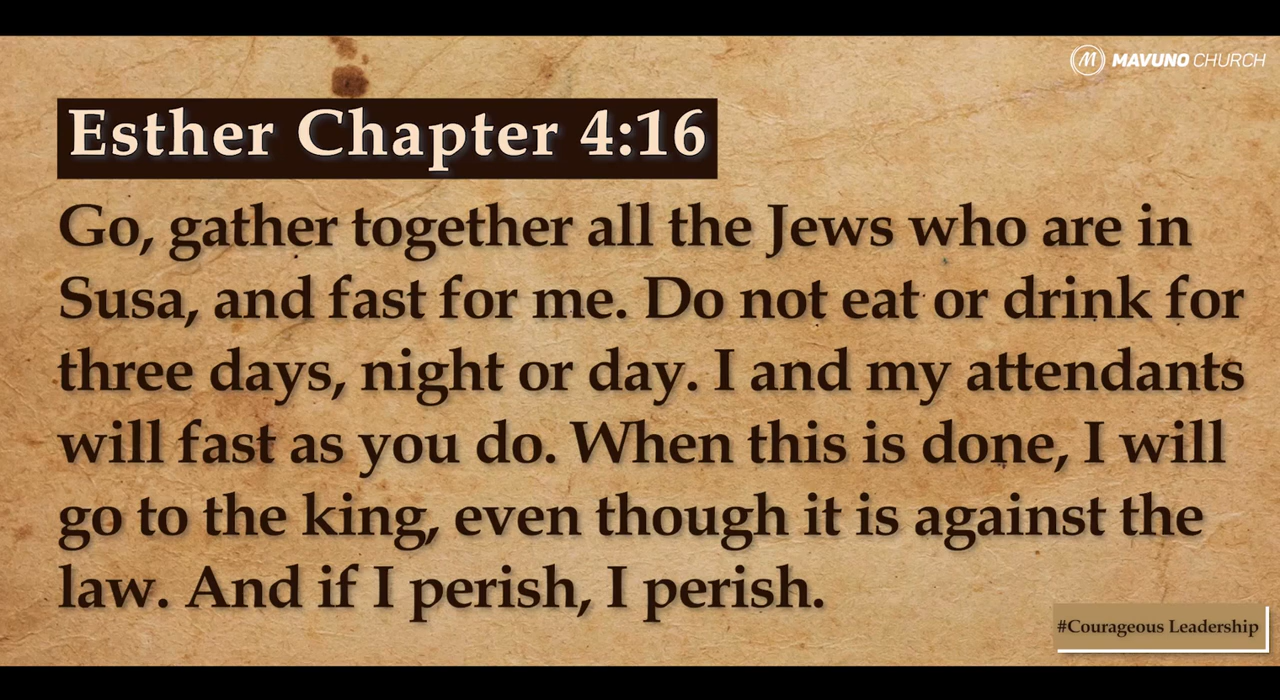 MAVUNO CHURCH
Esther Chapter 4:16
Go, gather together all the Jews who are in
Susa, and fast for me. Do not eat or drink for
three days, night or day. I and my attendants
will fast as you do. When this is done, I will
go to the king, even though it is against the
law. And if I perish, I perish.
#Courageous Leadership